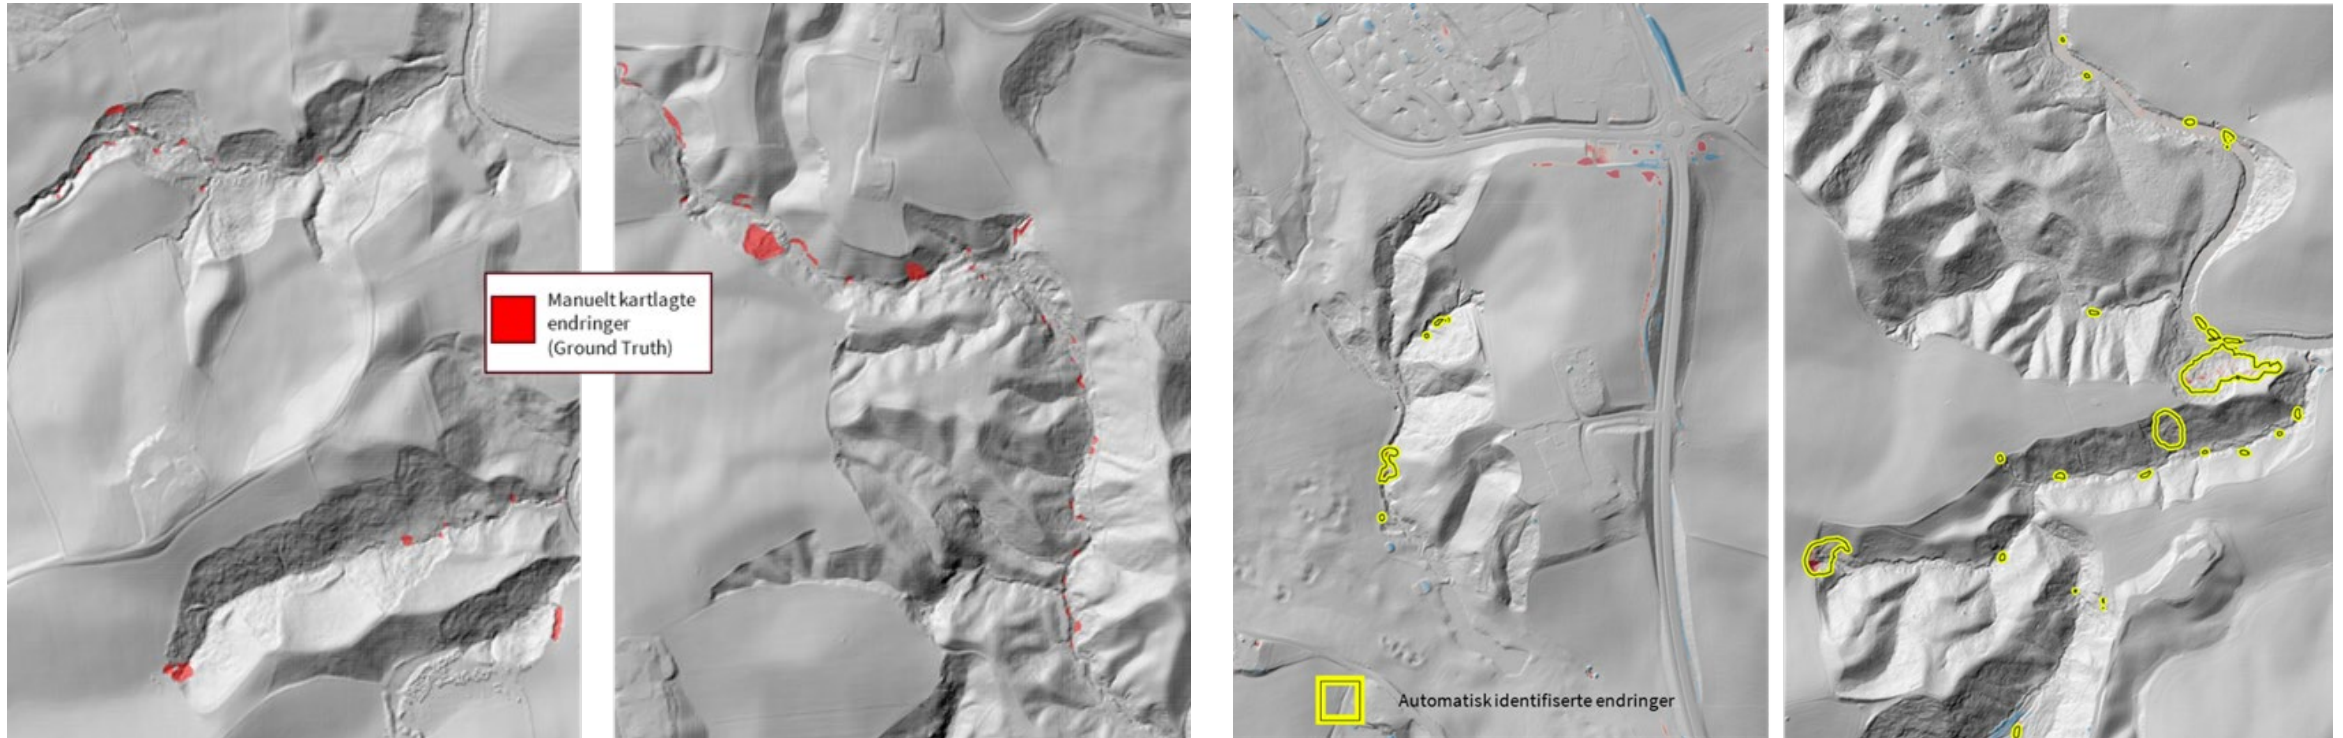 Manuelt kartlagte
endringer
(Ground Truth)
Automatisk identifiserte endringer